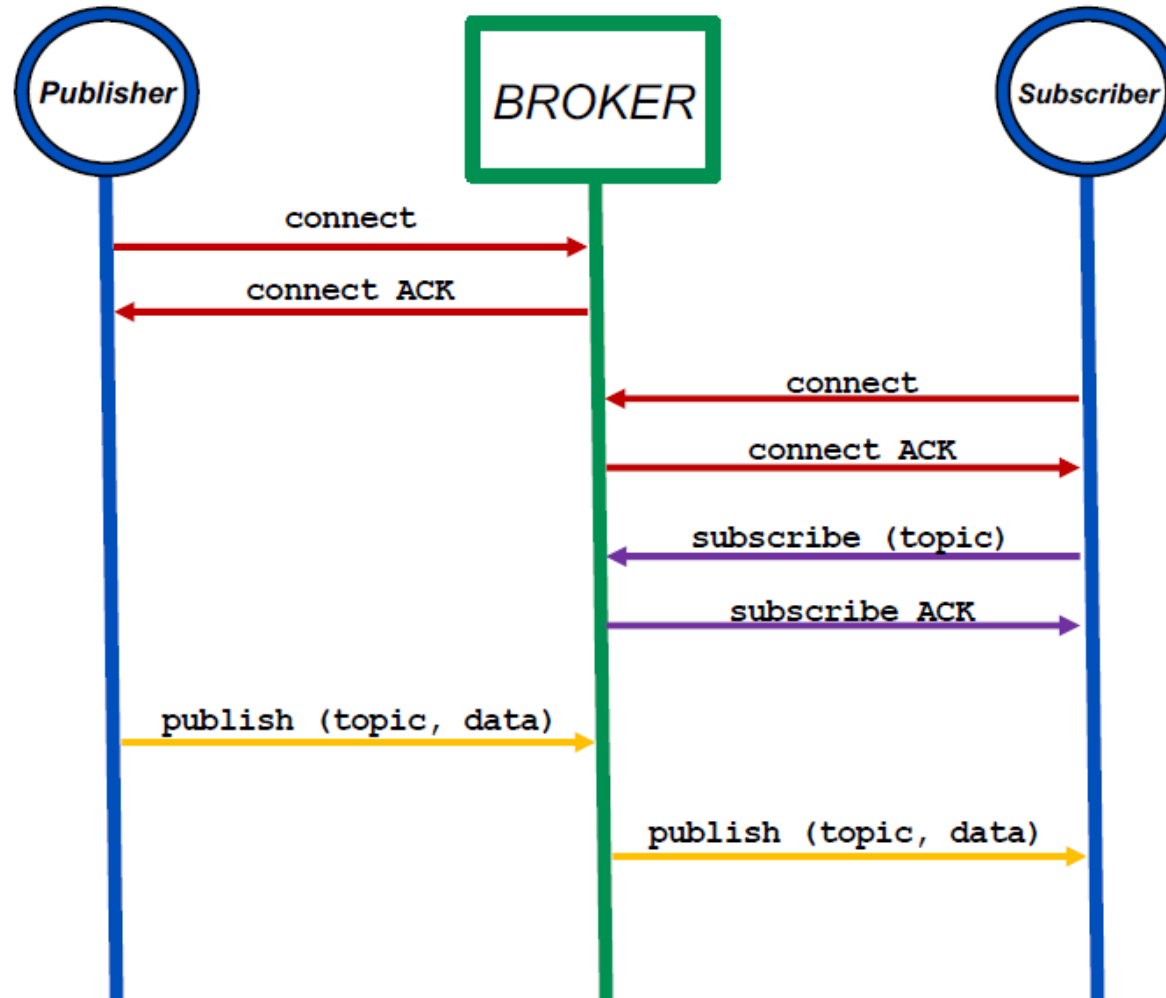 Publisher
BROKER
Subscriber
connect
connect ACK
connect
connect ACK
subscribe (topic)
subscribe ACK
publish (topic, data)
publish (topic, data)